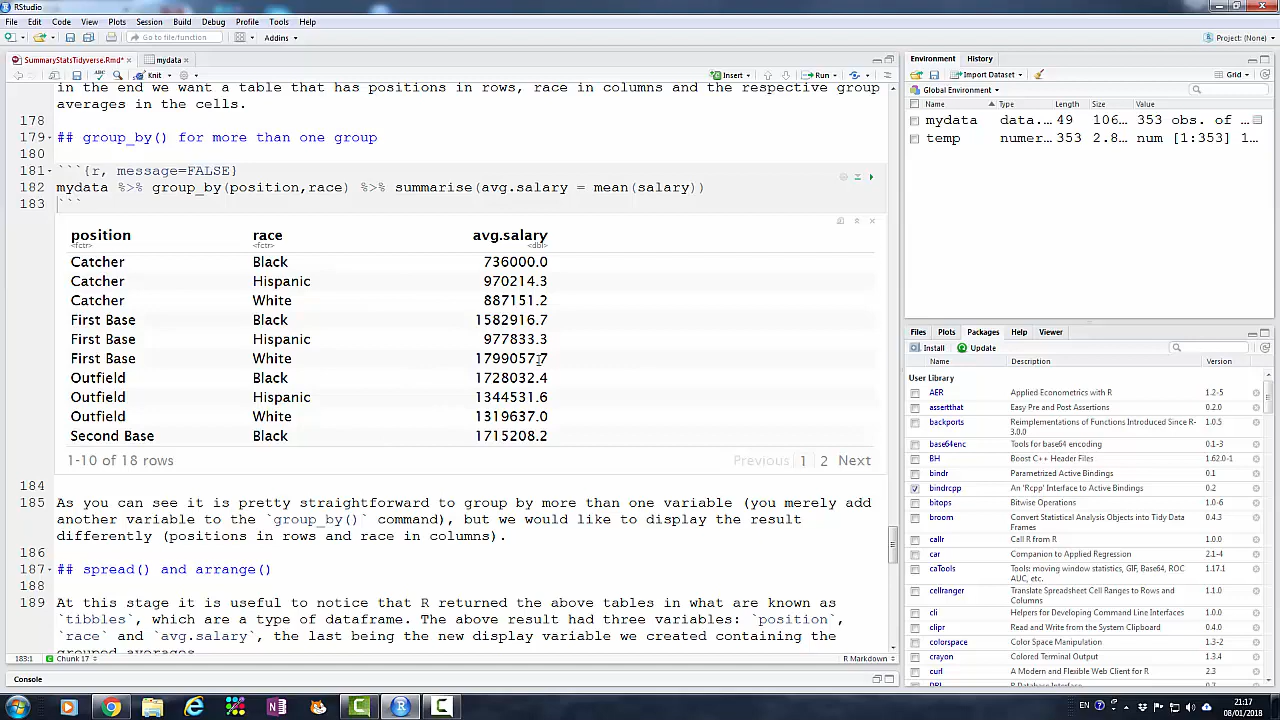 RStudio
File Edit Code View Plots Session Build Debug Profile Tools Help
Go to file/function Addins Project: (None)
SummaryStatsTidyverse.Rmd* × mydata ×
Knit Insert Run
in the end we want a table that has positions in rows, race in columns and the respective group
averages in the cells.
178
179 ## group_by() for more than one group
180
181 ```{r, message=FALSE}
182 mydata %>% group_by(position,race) %>% summarise(avg.salary = mean(salary))
183 ```
position race avg.salary
<fctr> <fctr> <dbl>
Catcher Black 736000.0
Catcher Hispanic 970214.3
Catcher White 887151.2
First Base Black 1582916.7
First Base Hispanic 977833.3
First Base White 1799057.7
Outfield Black 1728032.4
Outfield Hispanic 1344531.6
Outfield White 1319637.0
Second Base Black 1715208.2
1-10 of 18 rows Previous 1 2 Next
184
185 As you can see it is pretty straightforward to group by more than one variable (you merely add
another variable to the `group_by()` command), but we would like to display the result
differently (positions in rows and race in columns).
186
187 ## spread() and arrange()
188
189 At this stage it is useful to notice that R returned the above tables in what are known as
`tibbles`, which are a type of dataframe. The above result had three variables: `position`,
`race` and `avg.salary`, the last being the new display variable we created containing the
grouped averages.
183:1 Chunk 17 R Markdown
Console
Environment History
Import Dataset Grid
Global Environment
Name Type Length Size Value
mydata data.… 49 106… 353 obs. of …
temp numer… 353 2.8… num [1:353] 1…
Files Plots Packages Help Viewer
Install Update
Name Description Version
User Library
AER Applied Econometrics with R 1.2-5
assertthat Easy Pre and Post Assertions 0.2.0
backports Reimplementations of Functions Introduced Since R-3.0.0. 1.1.2
base64enc Tools for base64 encoding 0.1-3
BH Boost C++ Header Files 1.62.0-1
bindr Parametrized Active Bindings 0.1
bindrcpp An 'Rcpp' Interface to Active Bindings 0.2
bitops Bitwise Operations 1.0-6
broom Convert Statistical Analysis Objects into Tidy Data Frames 0.4.3
callr Call R from R 1.0.0
car Companion to Applied Regression 2.1-4
caTools Tools: moving window statistics, GIF, Base64, ROC AUC, etc. 1.17.1
cellranger Translate Spreadsheet Cell Ranges to Rows and Columns 1.1.0
cli Helpers for Developing Command Line Interfaces 1.0.0
clipr Read and Write from the System Clipboard 0.4.0
colorspace Color Space Manipulation 1.3-2
crayon Colored Terminal Output 1.3.4
curl A Modern and Flexible Web Client for R 2.3
EN 21:17
08/01/2018